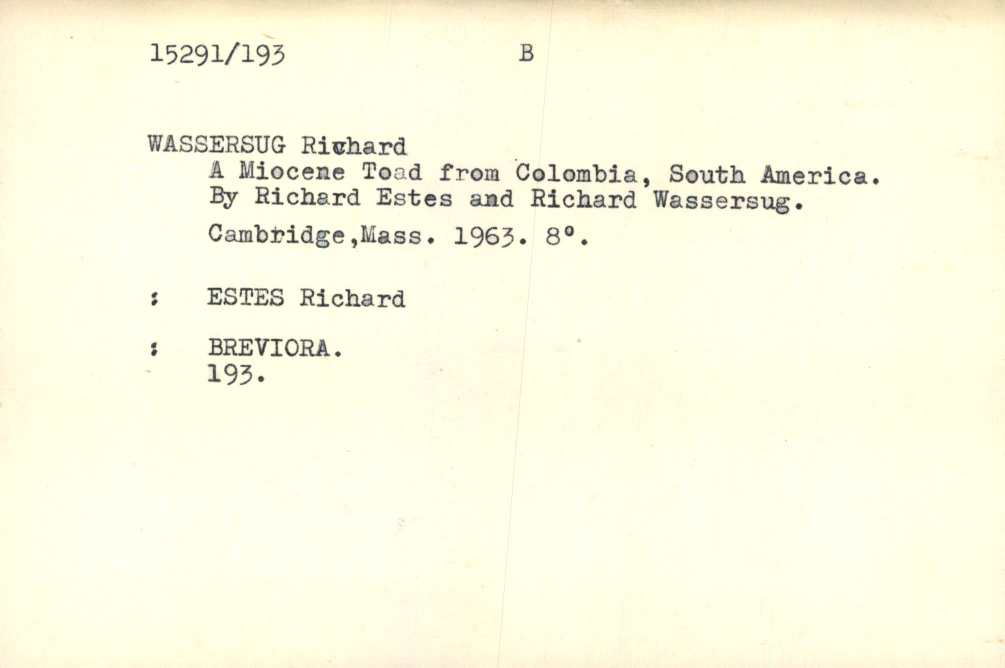 15291/193 B
WASSERSUG Richard
A Miocene Toad from Colombia, South America.
By Richard Estes and Richard Wassersug.
Cambridge,Mass. 1963. 8°.
: ESTES Richard
: BREVIORA.
193.